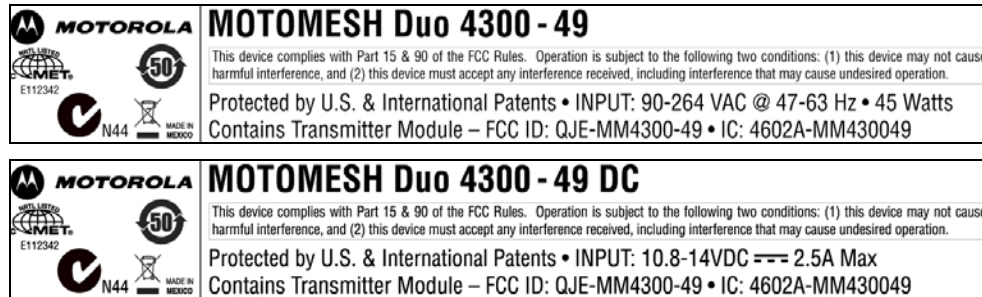 MOTOROLA
MOTOMESH Duo 4300 - 49
This device complies with Part 15 & 90 of the FCC Rules. Operation is subject to the following two conditions: (1) this device may not cause
harmful interference, and (2) this device must accept any interference received, including interference that may cause undesired operation.
NAT'L LISTED
MET®
E112342
50
N44
MADE IN
MEXICO
Protected by U.S. & International Patents • INPUT: 90-264 VAC @ 47-63 Hz • 45 Watts
Contains Transmitter Module – FCC ID: QJE-MM4300-49 • IC: 4602A-MM430049
MOTOROLA
MOTOMESH Duo 4300 - 49 DC
This device complies with Part 15 & 90 of the FCC Rules. Operation is subject to the following two conditions: (1) this device may not cause
harmful interference, and (2) this device must accept any interference received, including interference that may cause undesired operation.
NAT'L LISTED
MET®
E112342
50
N44
MADE IN
MEXICO
Protected by U.S. & International Patents • INPUT: 10.8-14VDC ⎓ 2.5A Max
Contains Transmitter Module – FCC ID: QJE-MM4300-49 • IC: 4602A-MM430049